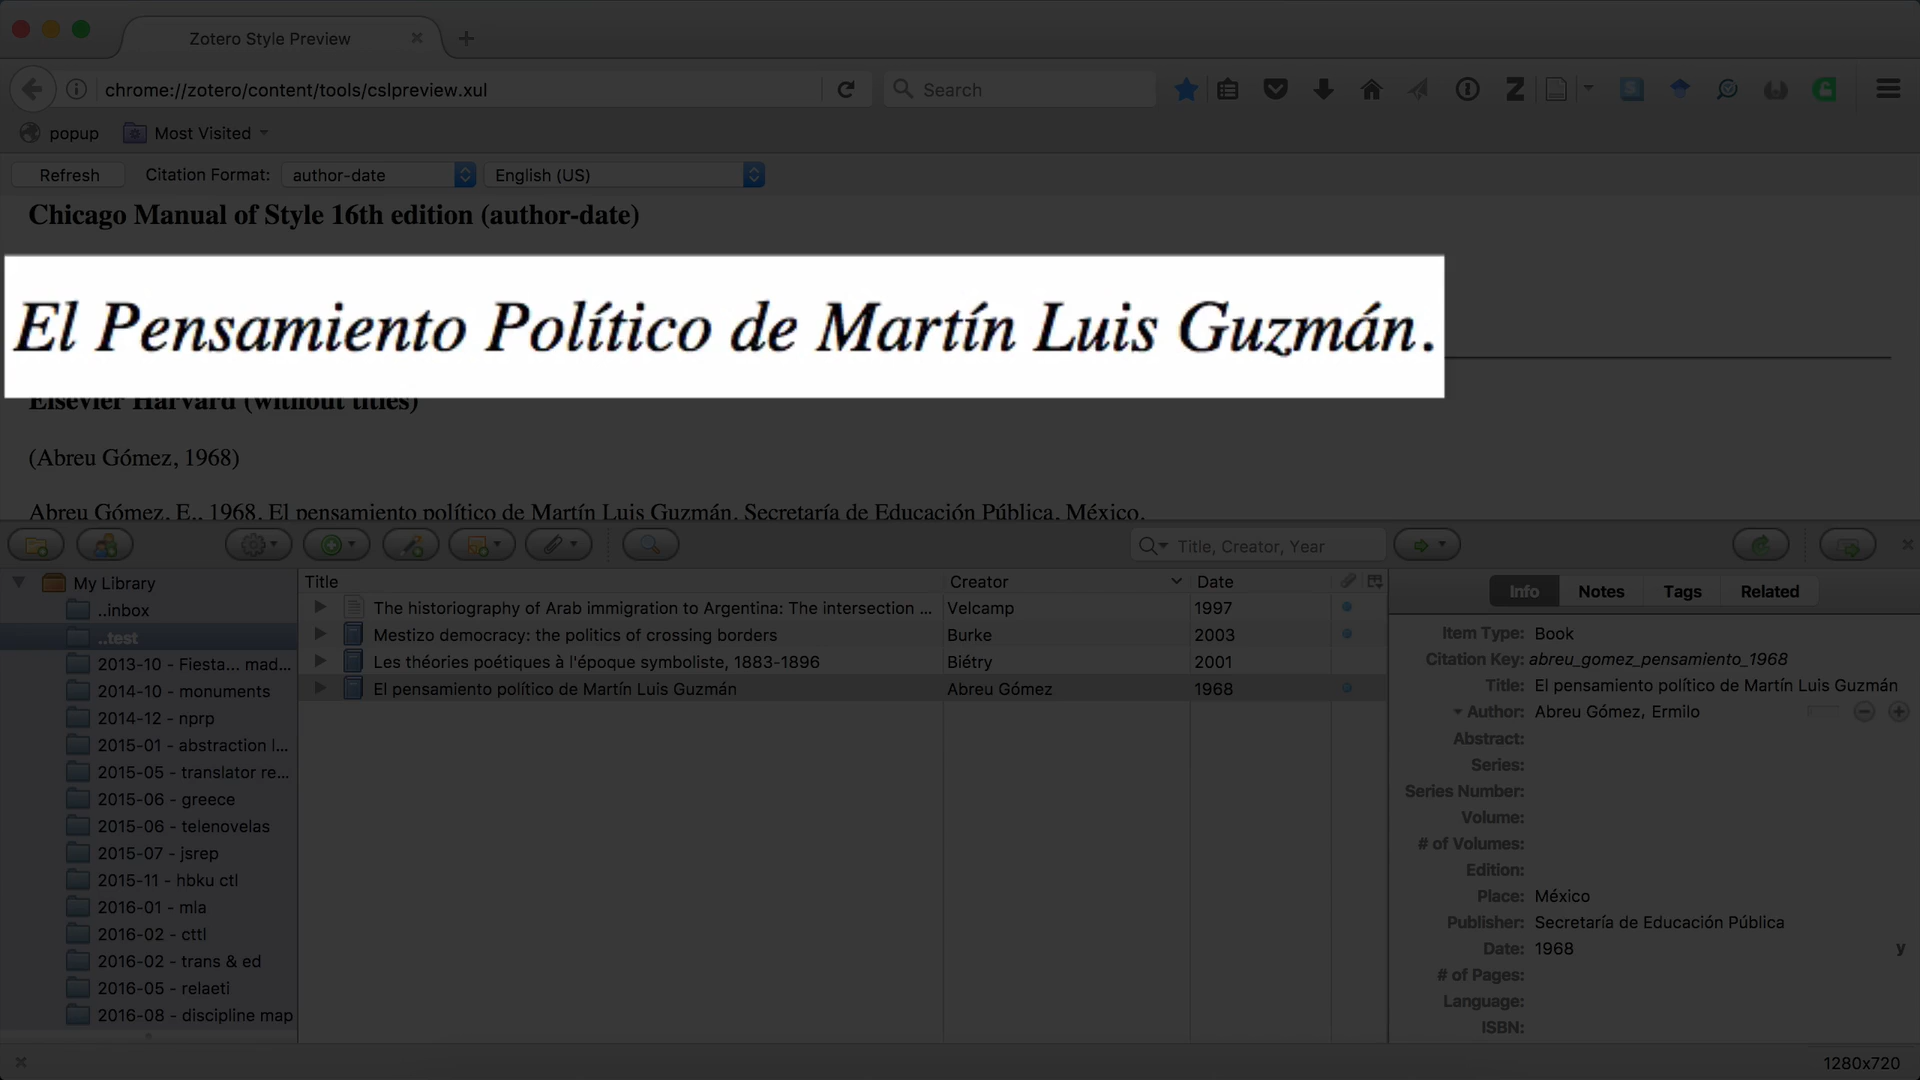 Zotero Style Preview
chrome://zotero/content/tools/cslpreview.xul
Search
popup
Most Visited
Refresh
Citation Format:
author-date
English (US)
Chicago Manual of Style 16th edition (author-date)
El Pensamiento Político de Martín Luis Guzmán.
Elsevier Harvard (without titles)
(Abreu Gómez, 1968)
Abreu Gómez, E., 1968. El pensamiento político de Martín Luis Guzmán. Secretaría de Educación Pública, México.
Title, Creator, Year
My Library
..inbox
..test
2013-10 - Fiesta... mad...
2014-10 - monuments
2014-12 - nprp
2015-01 - abstraction l...
2015-05 - translator re...
2015-06 - greece
2015-06 - telenovelas
2015-07 - jsrep
2015-11 - hbku ctl
2016-01 - mla
2016-02 - cttl
2016-02 - trans & ed
2016-05 - relaeti
2016-08 - discipline map
Title Creator Date
The historiography of Arab immigration to Argentina: The intersection ... Velcamp 1997
Mestizo democracy: the politics of crossing borders Burke 2003
Les théories poétiques à l'époque symboliste, 1883-1896 Biétry 2001
El pensamiento político de Martín Luis Guzmán Abreu Gómez 1968
Info Notes Tags Related
Item Type: Book
Citation Key: abreu_gomez_pensamiento_1968
Title: El pensamiento político de Martín Luis Guzmán
Author: Abreu Gómez, Ermilo
Abstract:
Series:
Series Number:
Volume:
# of Volumes:
Edition:
Place: México
Publisher: Secretaría de Educación Pública
Date: 1968 y
# of Pages:
Language:
ISBN:
1280x720